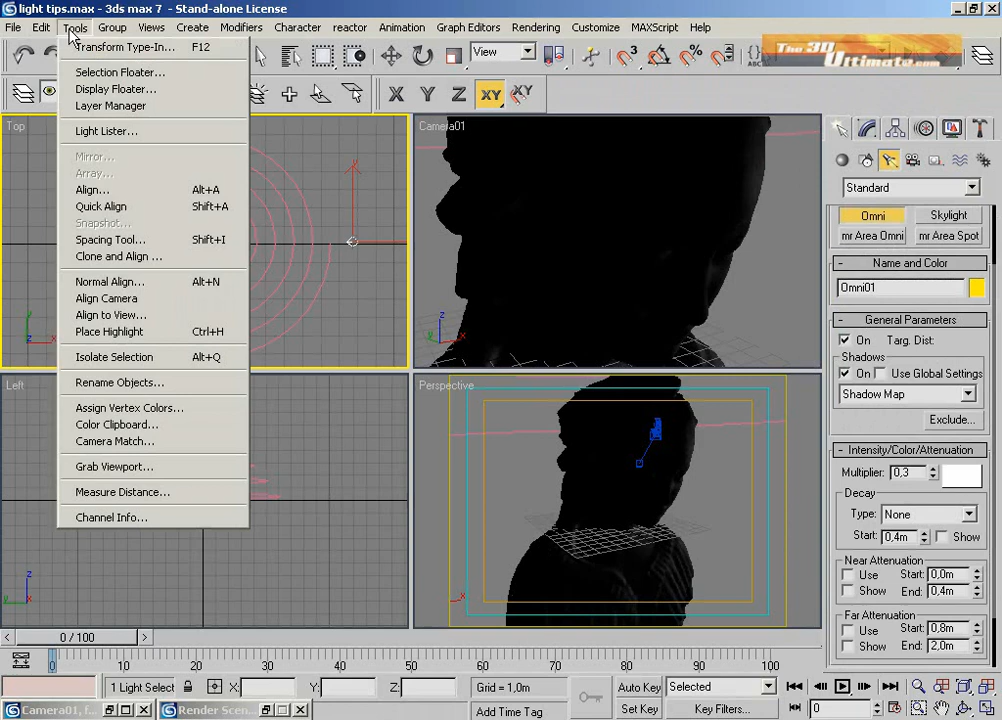 light tips.max - 3ds max 7 - Stand-alone License
File Edit Tools Group Views Create Modifiers Character reactor Animation Graph Editors Rendering Customize MAXScript Help
Transform Type-In... F12
Selection Floater...
Display Floater...
Layer Manager
Light Lister...
Mirror...
Array...
Align... Alt+A
Quick Align Shift+A
Snapshot...
Spacing Tool... Shift+I
Clone and Align ...
Normal Align... Alt+N
Align Camera
Align to View...
Place Highlight Ctrl+H
Isolate Selection Alt+Q
Rename Objects...
Assign Vertex Colors...
Color Clipboard...
Camera Match...
Grab Viewport...
Measure Distance...
Channel Info...
View
The 3D Ultimate.com
X Y Z XY XY
Top
Camera01
Left
Perspective
Standard
Omni Skylight
mr Area Omni mr Area Spot
- Name and Color
Omni01
- General Parameters
On Targ. Dist:
Shadows
On Use Global Settings
Shadow Map
Exclude...
- Intensity/Color/Attenuation
Multiplier: 0,3
Decay
Type: None
Start: 0,4m Show
Near Attenuation
Use Start: 0,0m
Show End: 0,4m
Far Attenuation
Use Start: 0,8m
Show End: 2,0m
0 / 100
0 10 20 30 40 50 60 70 80 90 100
1 Light Select X: Y: Z: Grid = 1,0m Auto Key Selected
Camera01, f... Render Scen... Add Time Tag Set Key Key Filters... 0